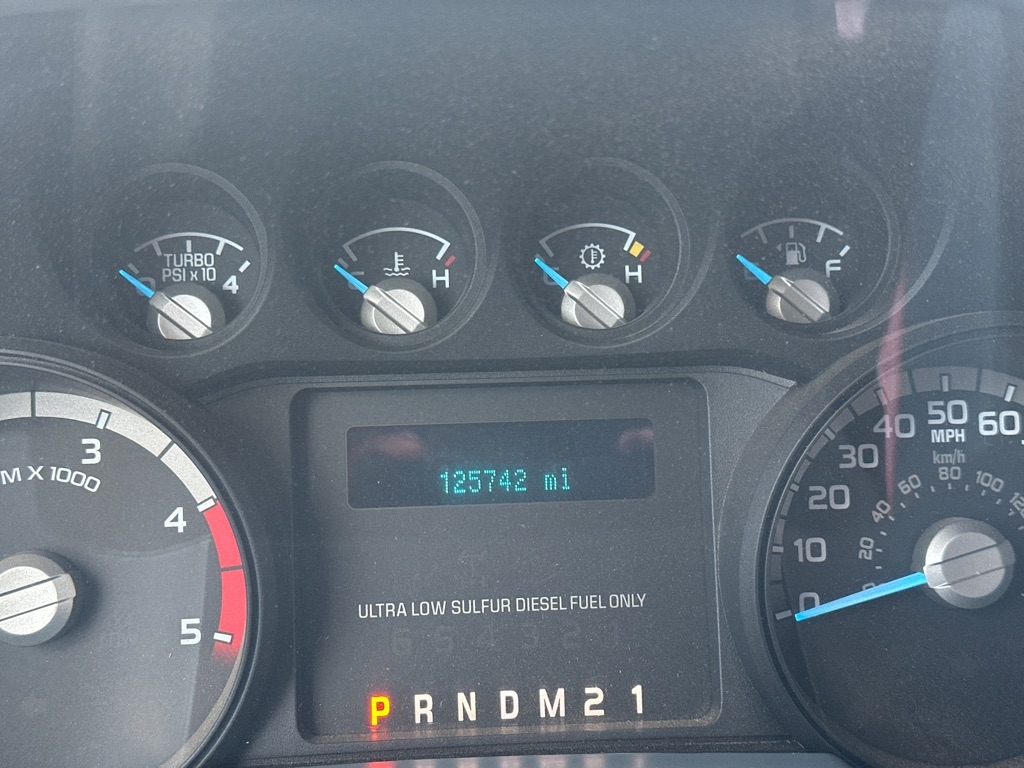 TURBO
PSI x 10
4
H
H
F
3
M X 1000
4
5
125742 mi
ULTRA LOW SULFUR DIESEL FUEL ONLY
P R N D M 2 1
0
10
20
30
40
50
60
MPH
km/h
20
40
60
80
100